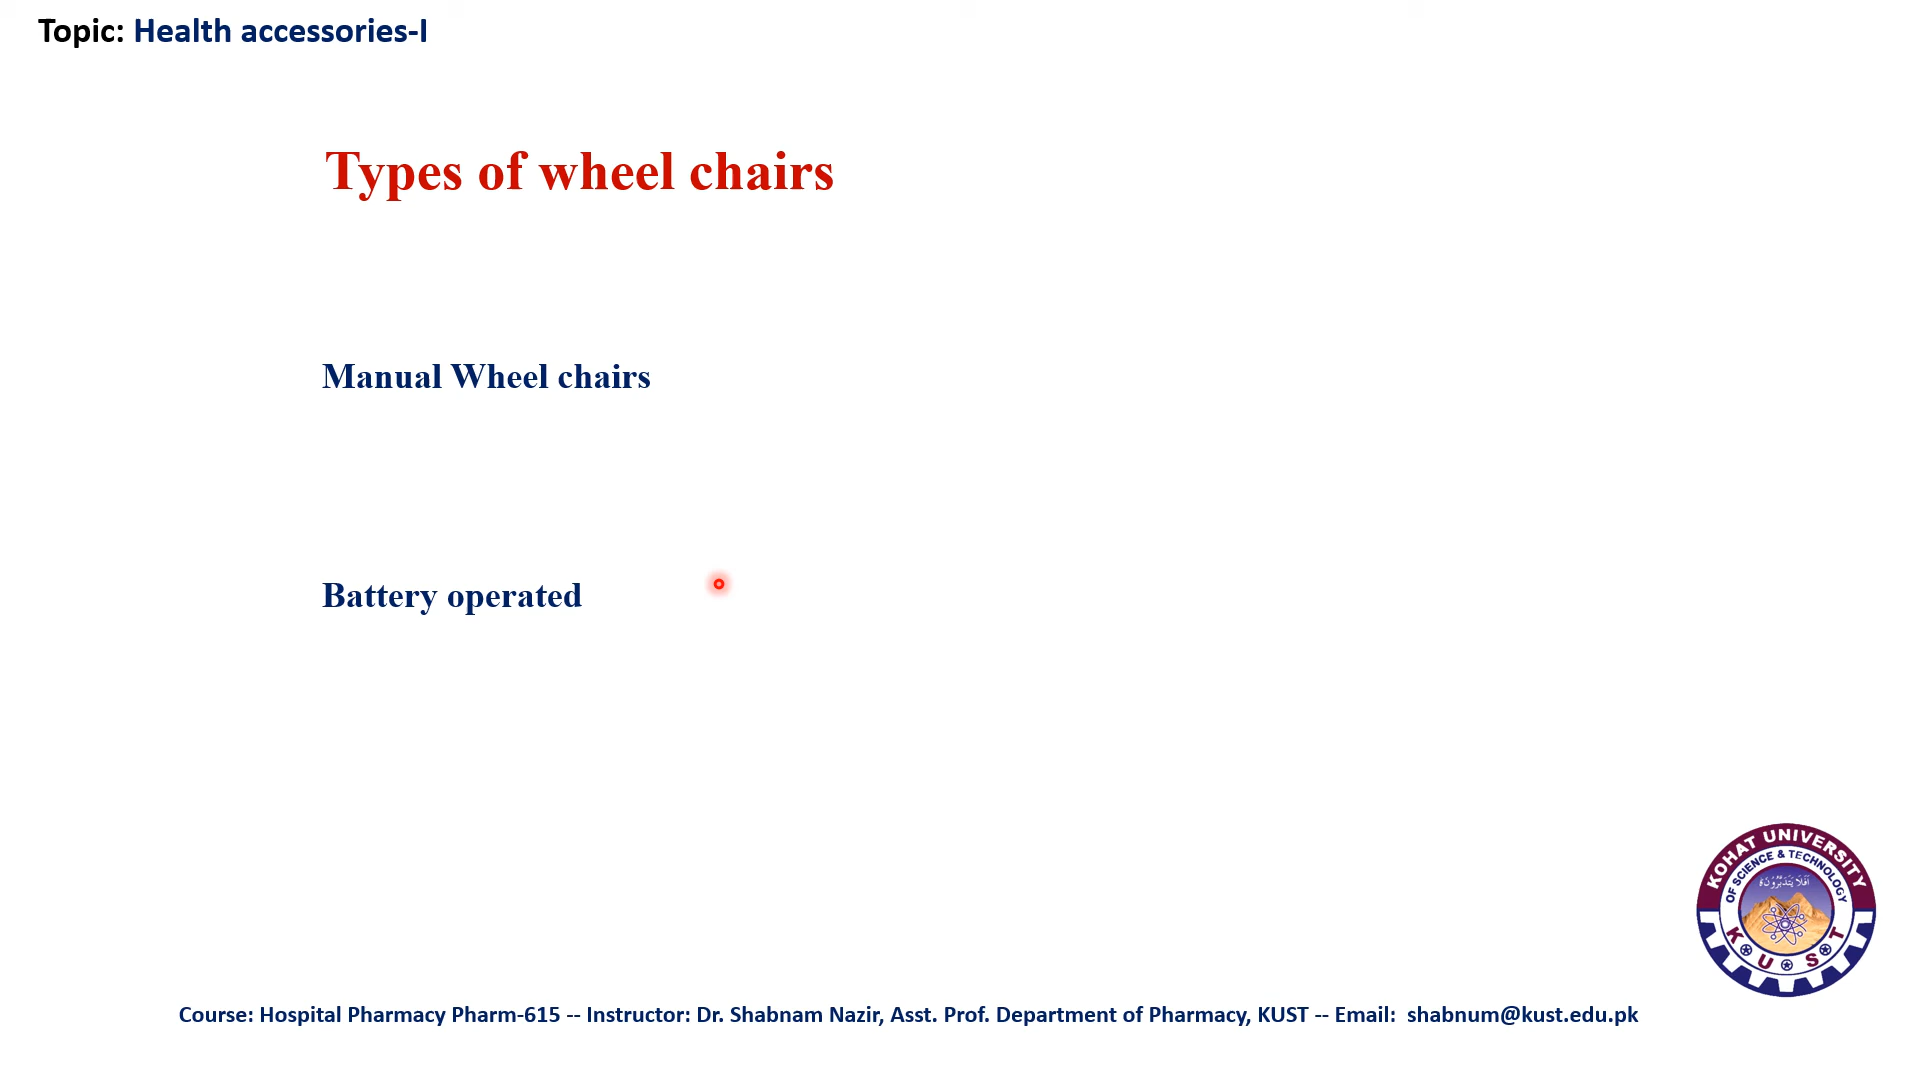 Topic: Health accessories-I
Types of wheel chairs
Manual Wheel chairs
Battery operated
KOHAT UNIVERSITY
OF SCIENCE & TECHNOLOGY
K U S T
Course: Hospital Pharmacy Pharm-615 -- Instructor: Dr. Shabnam Nazir, Asst. Prof. Department of Pharmacy, KUST -- Email: shabnum@kust.edu.pk